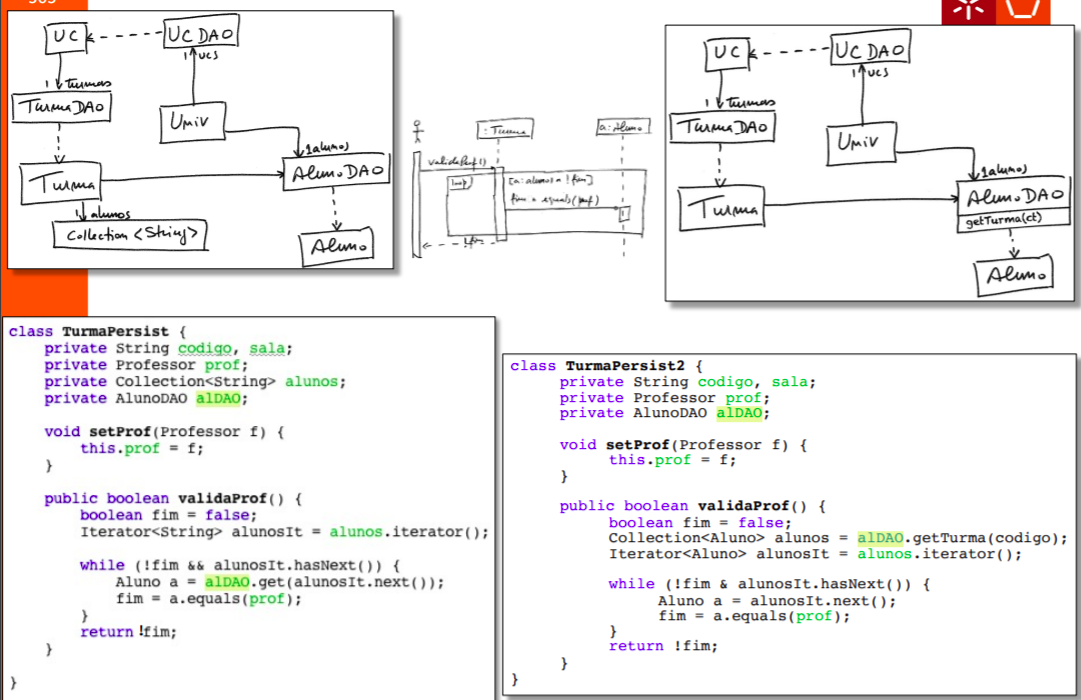 UC
UC DAO
1 ucs
1 turmas
TurmaDAO
Univ
1 alunos
AlunoDAO
Turma
alunos
Collection <String>
Aluno
: Turma
a: Aluno
validaProf()
loop
fim = equals(prof)
!fim
UC
UC DAO
1 ucs
1 turmas
TurmaDAO
Univ
1 alunos
AlunoDAO
getTurma(ct)
Turma
Aluno
class TurmaPersist {
private String codigo, sala;
private Professor prof;
private Collection<String> alunos;
private AlunoDAO alDAO;
void setProf(Professor f) {
this.prof = f;
}
public boolean validaProf() {
boolean fim = false;
Iterator<String> alunosIt = alunos.iterator();
while (!fim && alunosIt.hasNext()) {
Aluno a = alDAO.get(alunosIt.next());
fim = a.equals(prof);
}
return !fim;
}
}
class TurmaPersist2 {
private String codigo, sala;
private Professor prof;
private AlunoDAO alDAO;
void setProf(Professor f) {
this.prof = f;
}
public boolean validaProf() {
boolean fim = false;
Collection<Aluno> alunos = alDAO.getTurma(codigo);
Iterator<Aluno> alunosIt = alunos.iterator();
while (!fim & alunosIt.hasNext()) {
Aluno a = alunosIt.next();
fim = a.equals(prof);
}
return !fim;
}
}